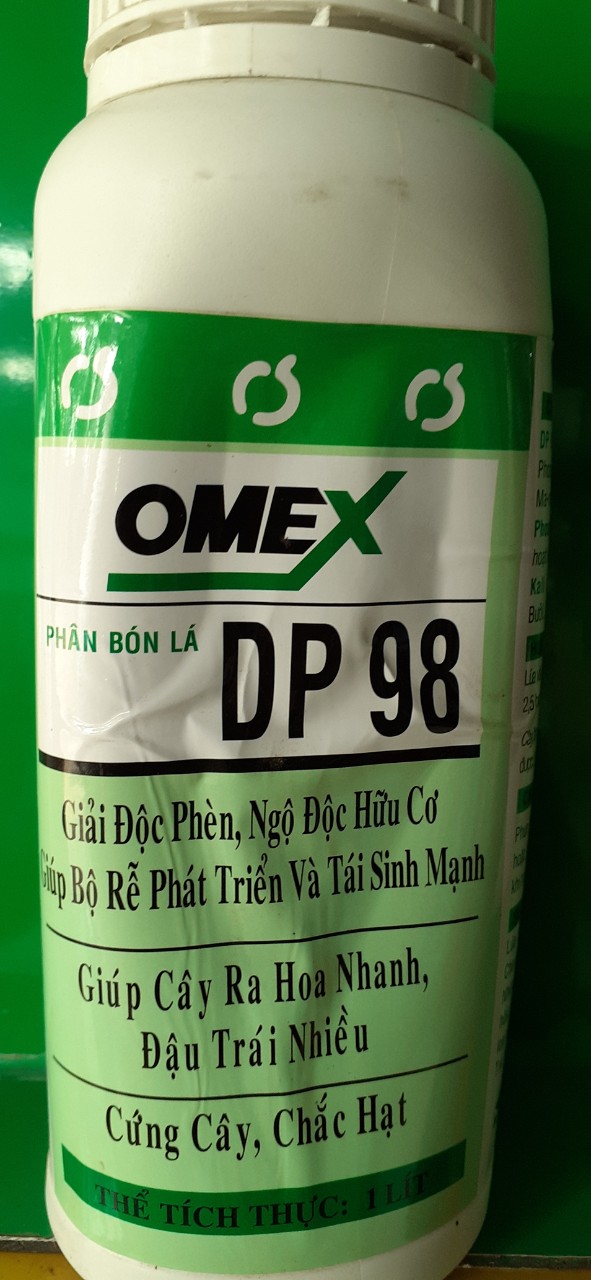 OMEX
PHÂN BÓN LÁ
DP 98
Giải Độc Phèn, Ngộ Độc Hữu Cơ
Giúp Bộ Rễ Phát Triển Và Tái Sinh Mạnh
Giúp Cây Ra Hoa Nhanh,
Đậu Trái Nhiều
Cứng Cây, Chắc Hạt
THỂ TÍCH THỰC: 1 LÍT
DP